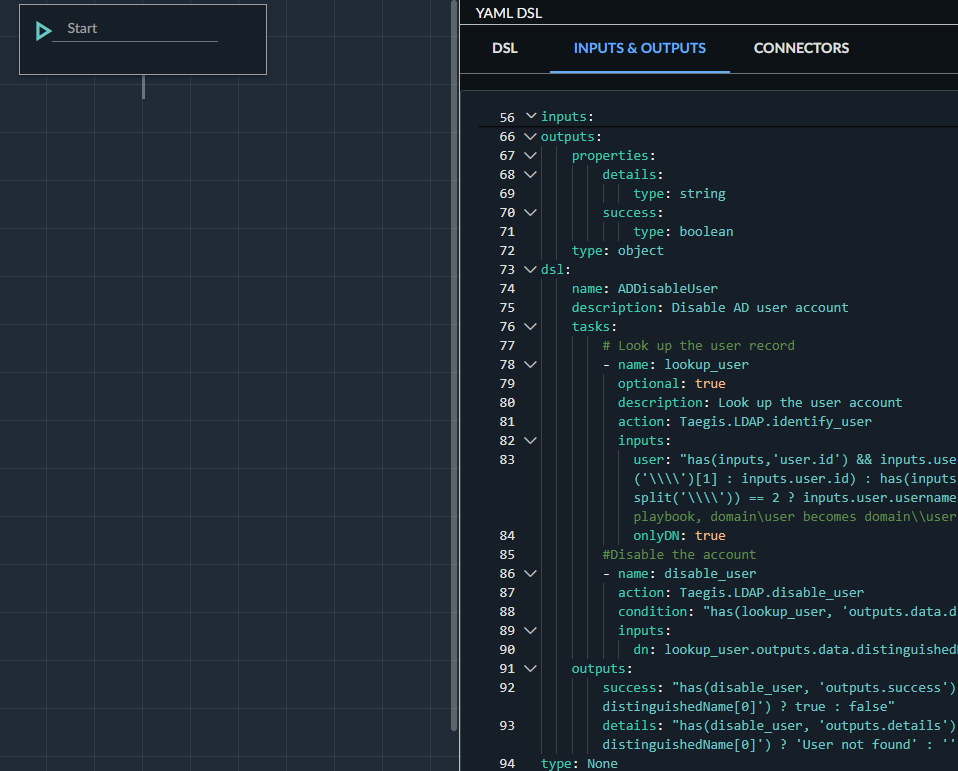 Start
YAML DSL
DSL INPUTS & OUTPUTS CONNECTORS
56 inputs:
66 outputs:
67 properties:
68 details:
69 type: string
70 success:
71 type: boolean
72 type: object
73 dsl:
74 name: ADDisableUser
75 description: Disable AD user account
76 tasks:
77 # Look up the user record
78 - name: lookup_user
79 optional: true
80 description: Look up the user account
81 action: Taegis.LDAP.identify_user
82 inputs:
83 user: "has(inputs,'user.id') && inputs.use
('\\\\')[1] : inputs.user.id) : has(inputs
split('\\\\')) == 2 ? inputs.user.username
playbook, domain\user becomes domain\\user
84 onlyDN: true
85 #Disable the account
86 - name: disable_user
87 action: Taegis.LDAP.disable_user
88 condition: "has(lookup_user, 'outputs.data.d
89 inputs:
90 dn: lookup_user.outputs.data.distinguished
91 outputs:
92 success: "has(disable_user, 'outputs.success')
distinguishedName[0]') ? true : false"
93 details: "has(disable_user, 'outputs.details')
distinguishedName[0]') ? 'User not found' : ''
94 type: None